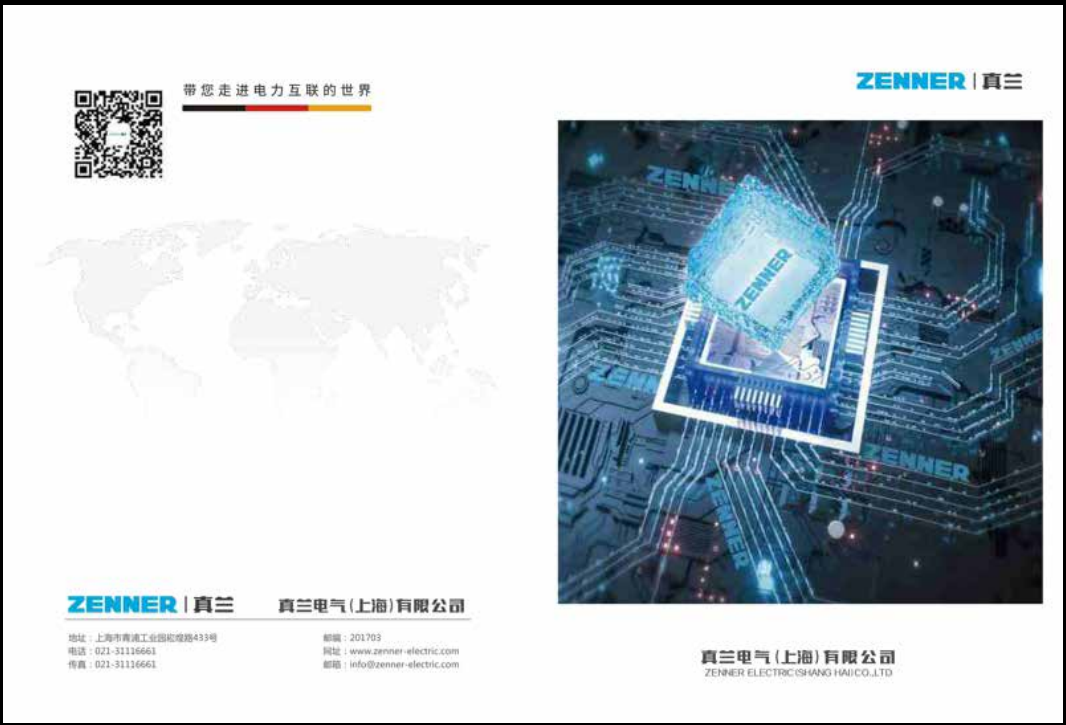 带您走进电力互联的世界
ZENNER | 真兰
真兰电气(上海)有限公司
地址：上海市青浦工业园崧煌路433号
电话：021-31116661
传真：021-31116661
邮编：201703
网址：www.zenner-electric.com
邮箱：info@zenner-electric.com
ZENNER | 真兰
ZENNER
ZENNER
ZENNER
ZENNER
真兰电气(上海)有限公司
ZENNER ELECTRIC(SHANG HAI)CO.,LTD